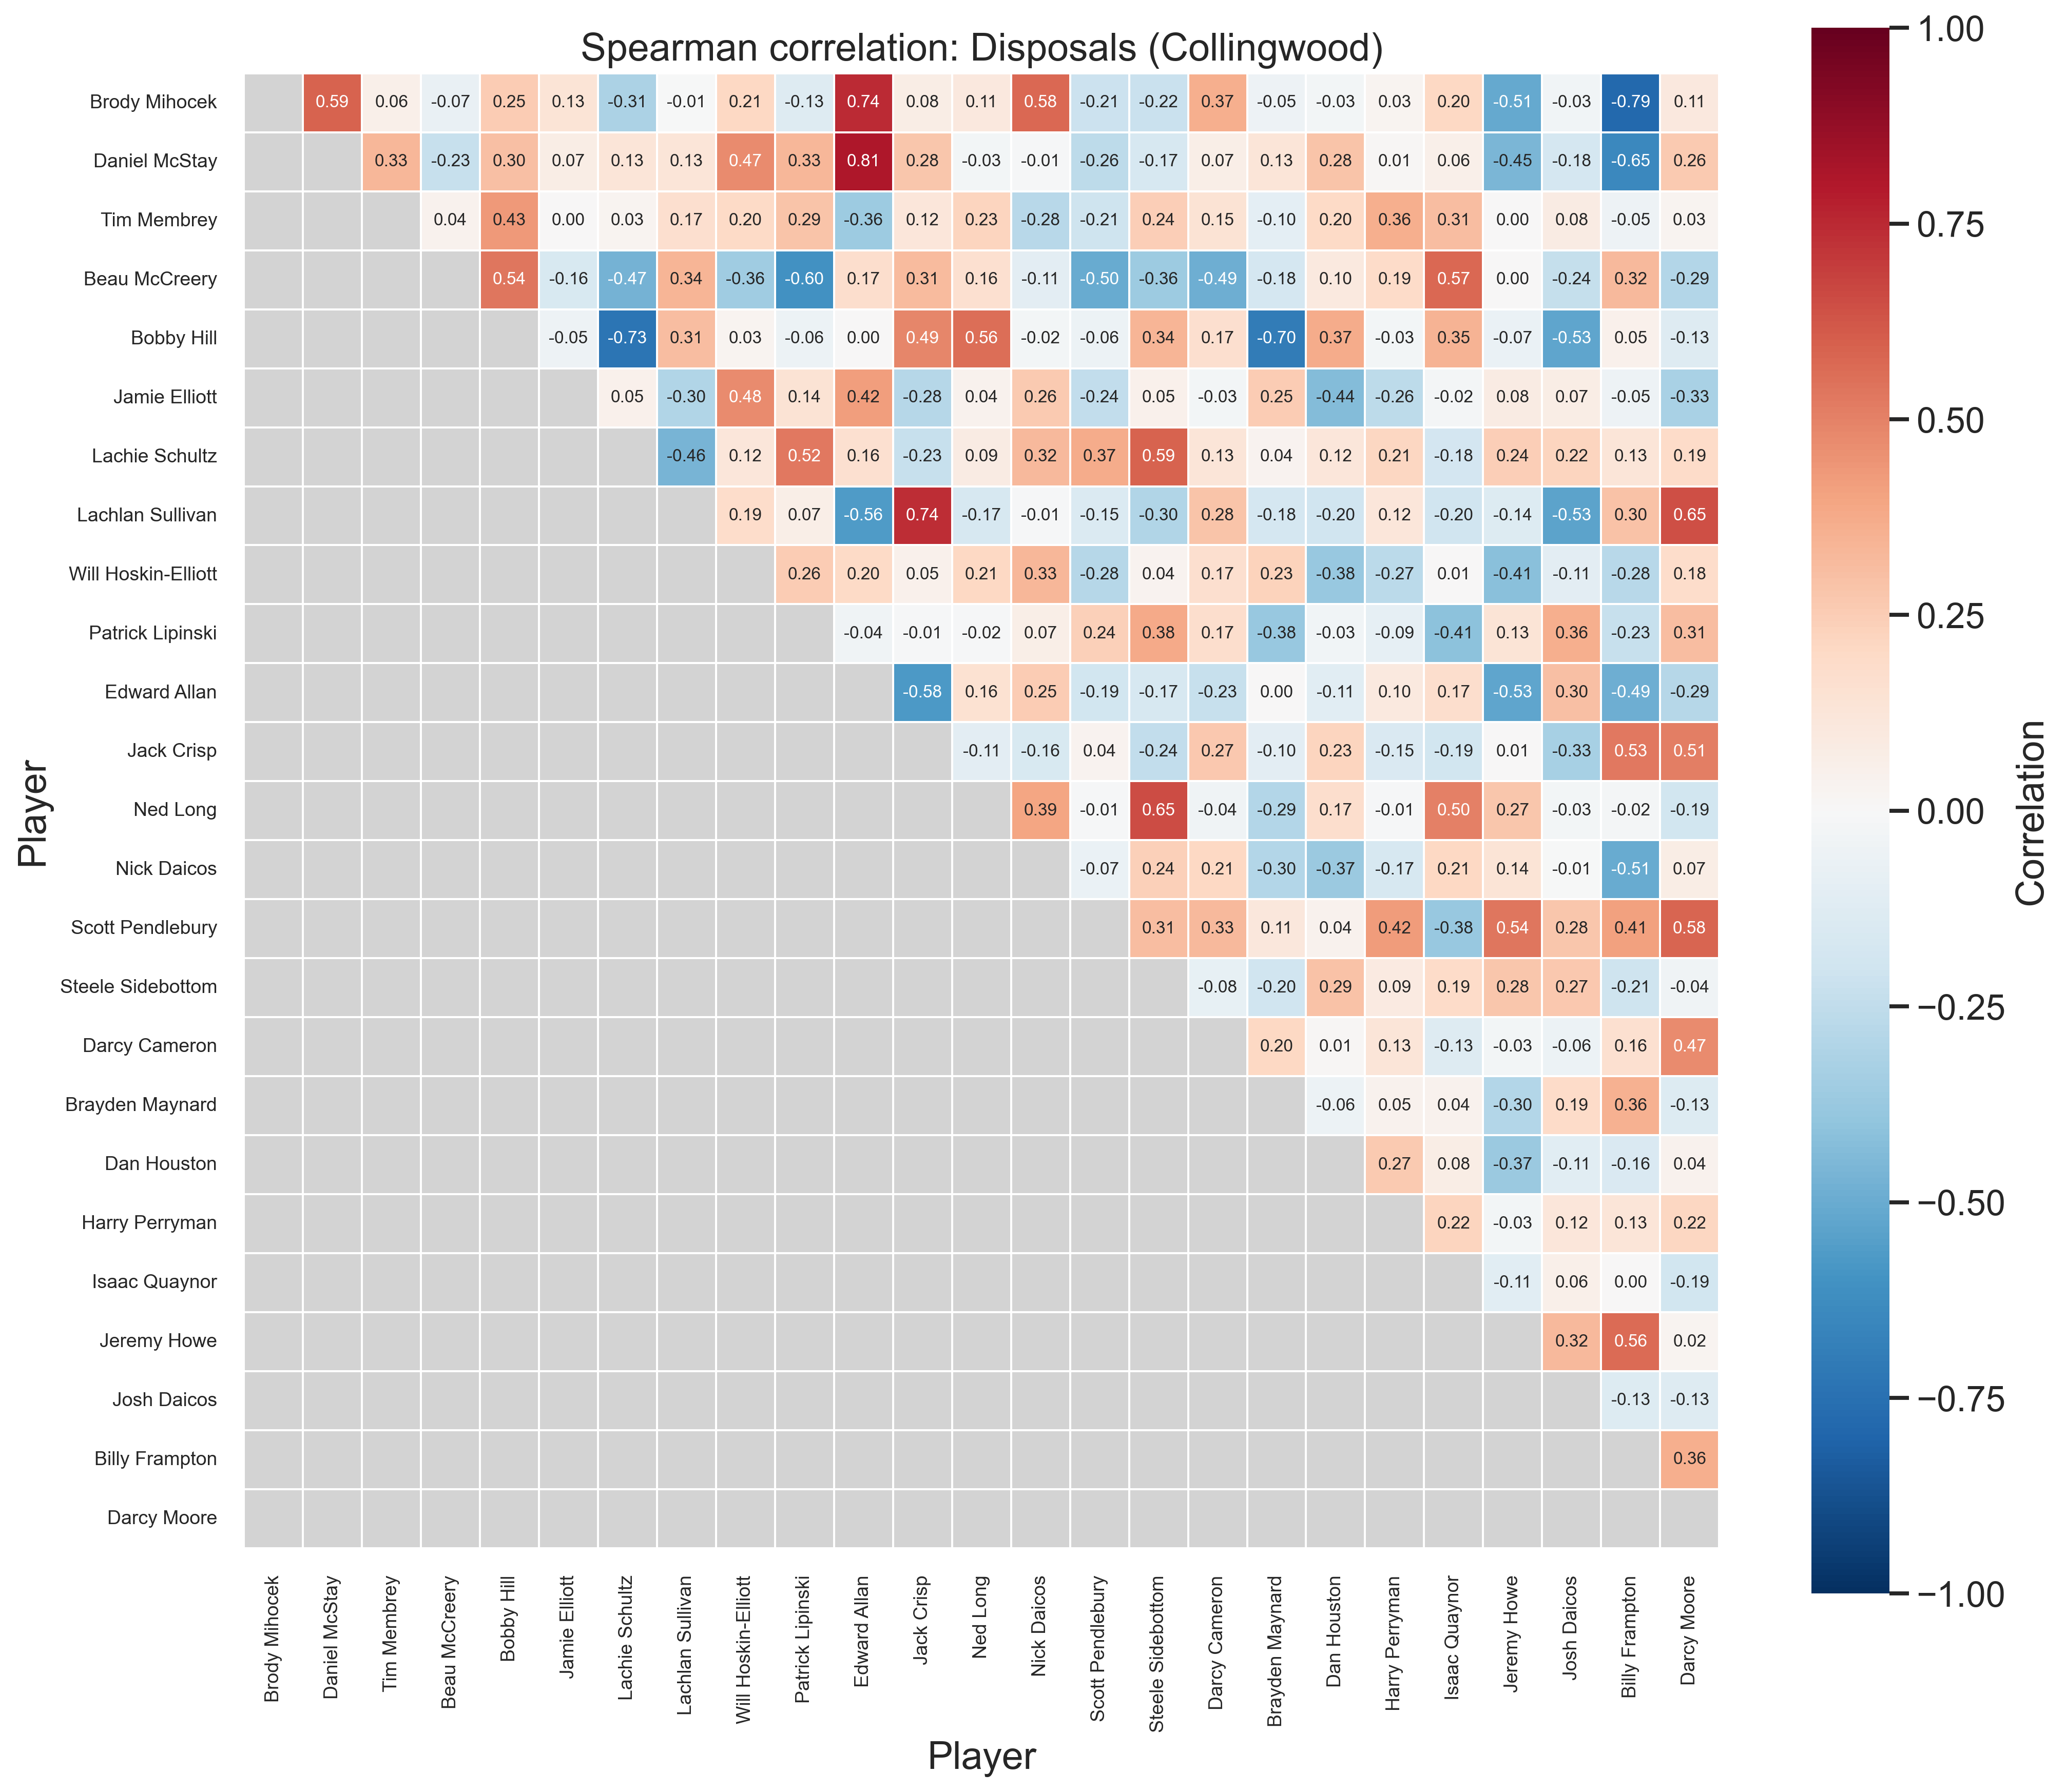 Spearman correlation: Disposals (Collingwood)
Brody Mihocek 0.59 0.06 -0.07 0.25 0.13 -0.31 -0.01 0.21 -0.13 0.74 0.08 0.11 0.58 -0.21 -0.22 0.37 -0.05 -0.03 0.03 0.20 -0.51 -0.03 -0.79 0.11
Daniel McStay 0.33 -0.23 0.30 0.07 0.13 0.13 0.47 0.33 0.81 0.28 -0.03 -0.01 -0.26 -0.17 0.07 0.13 0.28 0.01 0.06 -0.45 -0.18 -0.65 0.26
Tim Membrey 0.04 0.43 0.00 0.03 0.17 0.20 0.29 -0.36 0.12 0.23 -0.28 -0.21 0.24 0.15 -0.10 0.20 0.36 0.31 0.00 0.08 -0.05 0.03
Beau McCreery 0.54 -0.16 -0.47 0.34 -0.36 -0.60 0.17 0.31 0.16 -0.11 -0.50 -0.36 -0.49 -0.18 0.10 0.19 0.57 0.00 -0.24 0.32 -0.29
Bobby Hill -0.05 -0.73 0.31 0.03 -0.06 0.00 0.49 0.56 -0.02 -0.06 0.34 0.17 -0.70 0.37 -0.03 0.35 -0.07 -0.53 0.05 -0.13
Jamie Elliott 0.05 -0.30 0.48 0.14 0.42 -0.28 0.04 0.26 -0.24 0.05 -0.03 0.25 -0.44 -0.26 -0.02 0.08 0.07 -0.05 -0.33
Lachie Schultz -0.46 0.12 0.52 0.16 -0.23 0.09 0.32 0.37 0.59 0.13 0.04 0.12 0.21 -0.18 0.24 0.22 0.13 0.19
Lachlan Sullivan 0.19 0.07 -0.56 0.74 -0.17 -0.01 -0.15 -0.30 0.28 -0.18 -0.20 0.12 -0.20 -0.14 -0.53 0.30 0.65
Will Hoskin-Elliott 0.26 0.20 0.05 0.21 0.33 -0.28 0.04 0.17 0.23 -0.38 -0.27 0.01 -0.41 -0.11 -0.28 0.18
Patrick Lipinski -0.04 -0.01 -0.02 0.07 0.24 0.38 0.17 -0.38 -0.03 -0.09 -0.41 0.13 0.36 -0.23 0.31
Edward Allan -0.58 0.16 0.25 -0.19 -0.17 -0.23 0.00 -0.11 0.10 0.17 -0.53 0.30 -0.49 -0.29
Jack Crisp -0.11 -0.16 0.04 -0.24 0.27 -0.10 0.23 -0.15 -0.19 0.01 -0.33 0.53 0.51
Ned Long 0.39 -0.01 0.65 -0.04 -0.29 0.17 -0.01 0.50 0.27 -0.03 -0.02 -0.19
Nick Daicos -0.07 0.24 0.21 -0.30 -0.37 -0.17 0.21 0.14 -0.01 -0.51 0.07
Scott Pendlebury 0.31 0.33 0.11 0.04 0.42 -0.38 0.54 0.28 0.41 0.58
Steele Sidebottom -0.08 -0.20 0.29 0.09 0.19 0.28 0.27 -0.21 -0.04
Darcy Cameron 0.20 0.01 0.13 -0.13 -0.03 -0.06 0.16 0.47
Brayden Maynard -0.06 0.05 0.04 -0.30 0.19 0.36 -0.13
Dan Houston 0.27 0.08 -0.37 -0.11 -0.16 0.04
Harry Perryman 0.22 -0.03 0.12 0.13 0.22
Isaac Quaynor -0.11 0.06 0.00 -0.19
Jeremy Howe 0.32 0.56 0.02
Josh Daicos -0.13 -0.13
Billy Frampton 0.36
Darcy Moore
Player
Brody Mihocek
Daniel McStay
Tim Membrey
Beau McCreery
Bobby Hill
Jamie Elliott
Lachie Schultz
Lachlan Sullivan
Will Hoskin-Elliott
Patrick Lipinski
Edward Allan
Jack Crisp
Ned Long
Nick Daicos
Scott Pendlebury
Steele Sidebottom
Darcy Cameron
Brayden Maynard
Dan Houston
Harry Perryman
Isaac Quaynor
Jeremy Howe
Josh Daicos
Billy Frampton
Darcy Moore
Player
1.00
0.75
0.50
0.25
0.00
−0.25
−0.50
−0.75
−1.00
Correlation